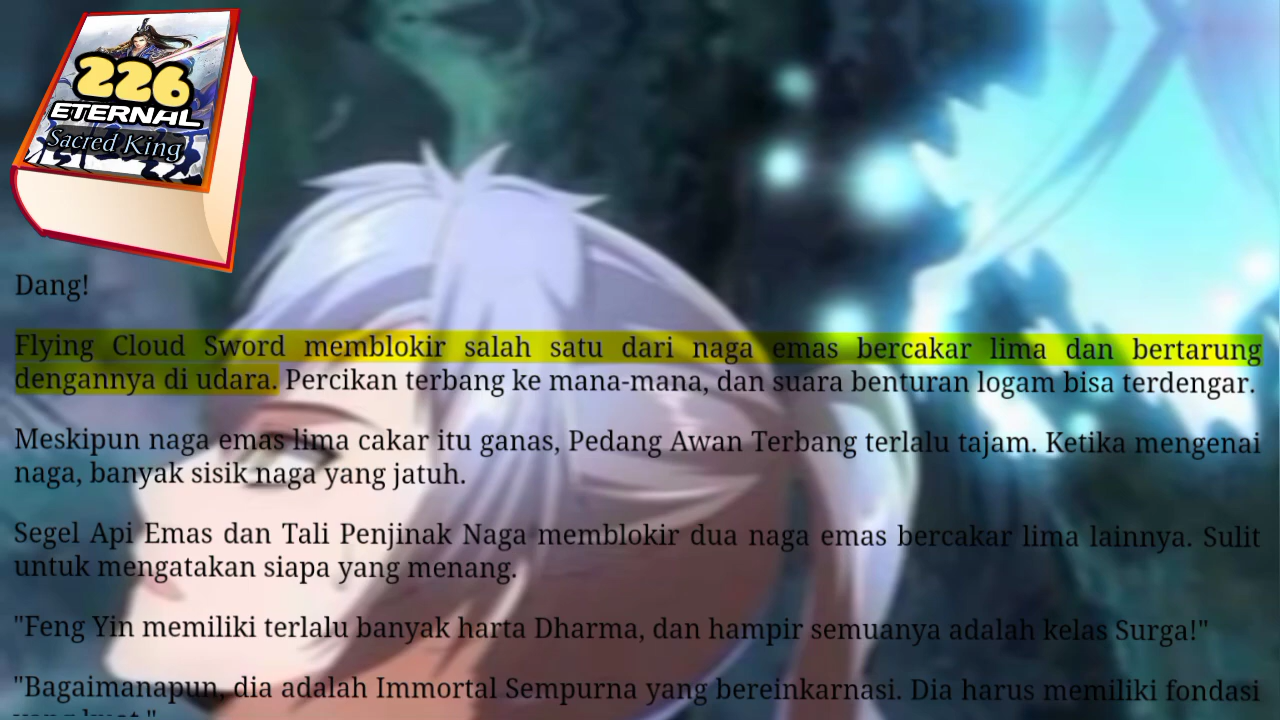 226
ETERNAL
Sacred King
Dang!
Flying Cloud Sword memblokir salah satu dari naga emas bercakar lima dan bertarung
dengannya di udara. Percikan terbang ke mana-mana, dan suara benturan logam bisa terdengar.
Meskipun naga emas lima cakar itu ganas, Pedang Awan Terbang terlalu tajam. Ketika mengenai
naga, banyak sisik naga yang jatuh.
Segel Api Emas dan Tali Penjinak Naga memblokir dua naga emas bercakar lima lainnya. Sulit
untuk mengatakan siapa yang menang.
"Feng Yin memiliki terlalu banyak harta Dharma, dan hampir semuanya adalah kelas Surga!"
"Bagaimanapun, dia adalah Immortal Sempurna yang bereinkarnasi. Dia harus memiliki fondasi